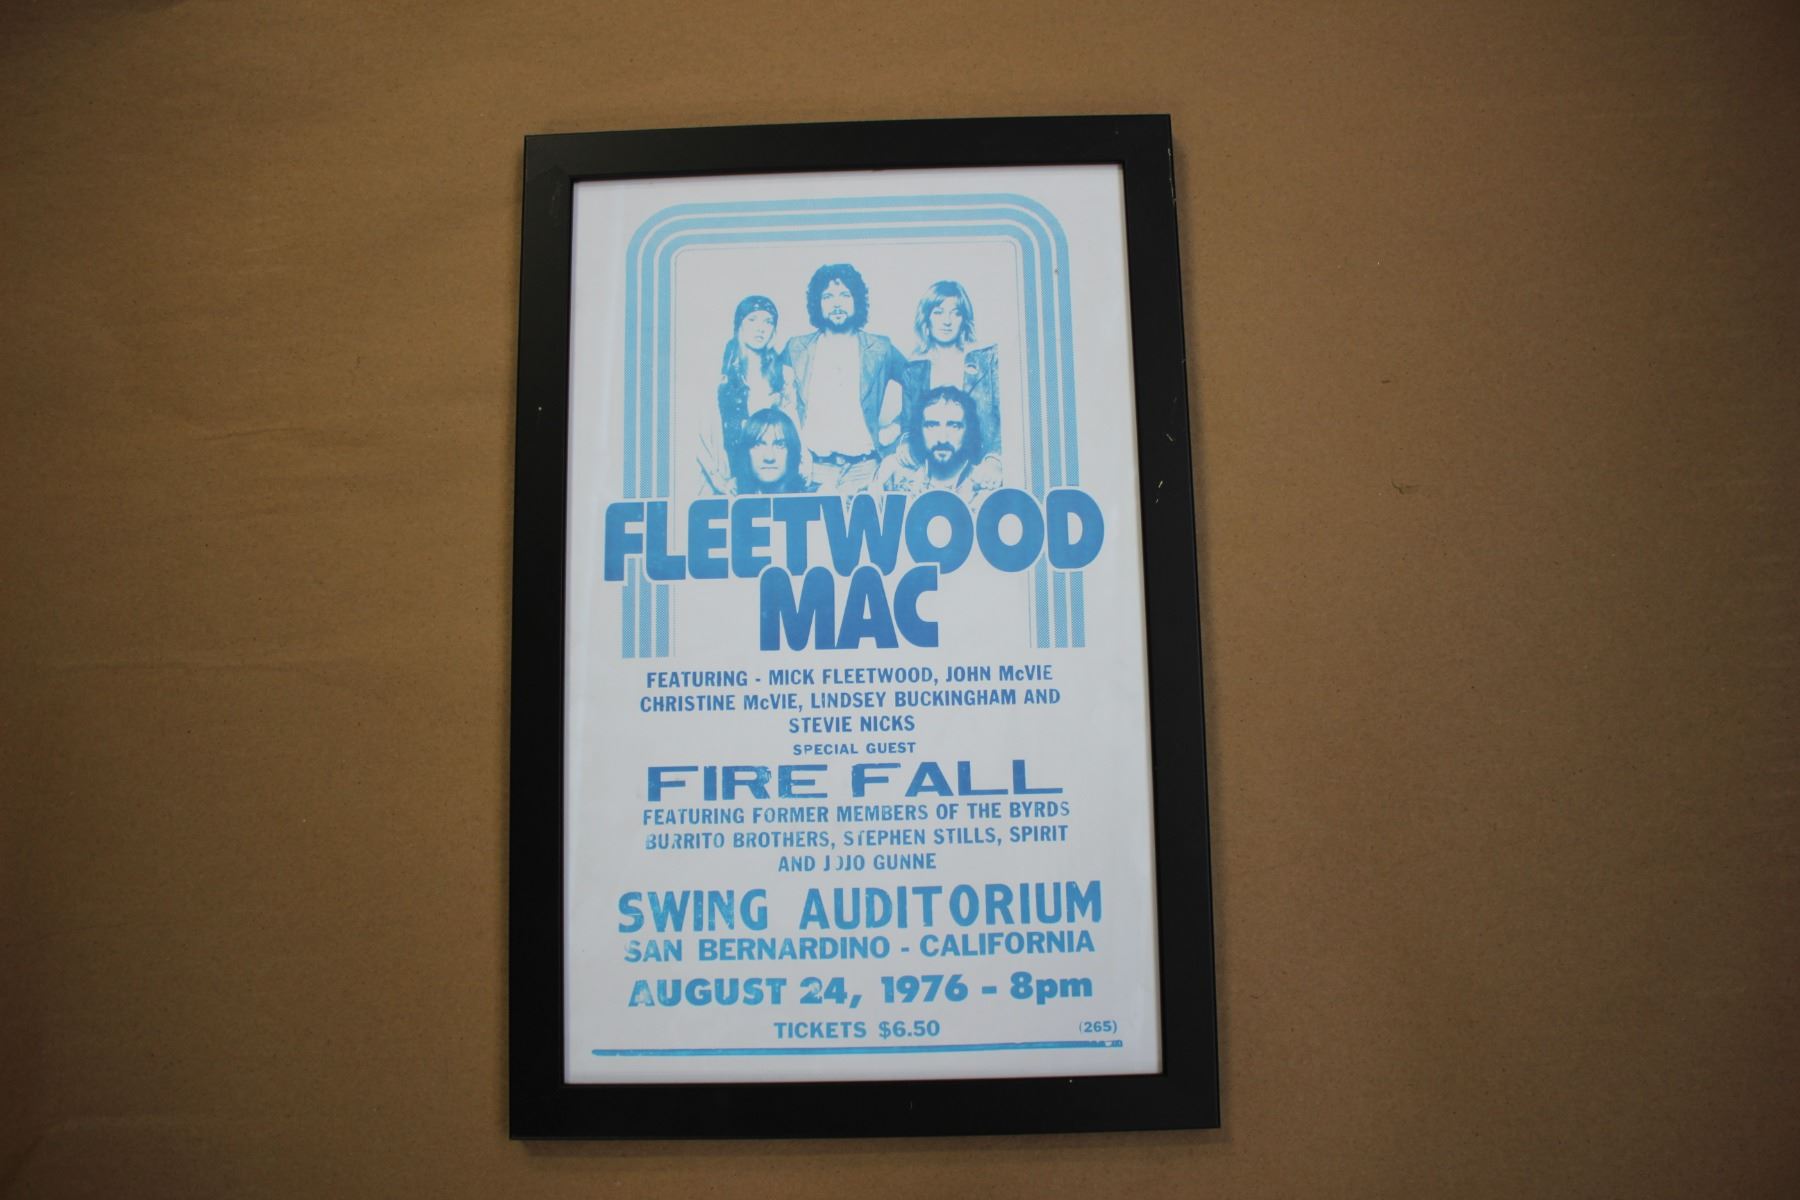 FLEETWOOD
MAC
FEATURING - MICK FLEETWOOD, JOHN McVIE
CHRISTINE McVIE, LINDSEY BUCKINGHAM AND
STEVIE NICKS
SPECIAL GUEST
FIRE FALL
FEATURING FORMER MEMBERS OF THE BYRDS
BURRITO BROTHERS, STEPHEN STILLS, SPIRIT
AND JOJO GUNNE
SWING AUDITORIUM
SAN BERNARDINO - CALIFORNIA
AUGUST 24, 1976 - 8pm
TICKETS $6.50
(265)